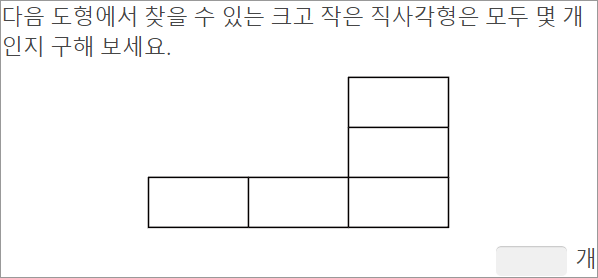 다음 도형에서 찾을 수 있는 크고 작은 직사각형은 모두 몇 개
인지 구해 보세요.
개